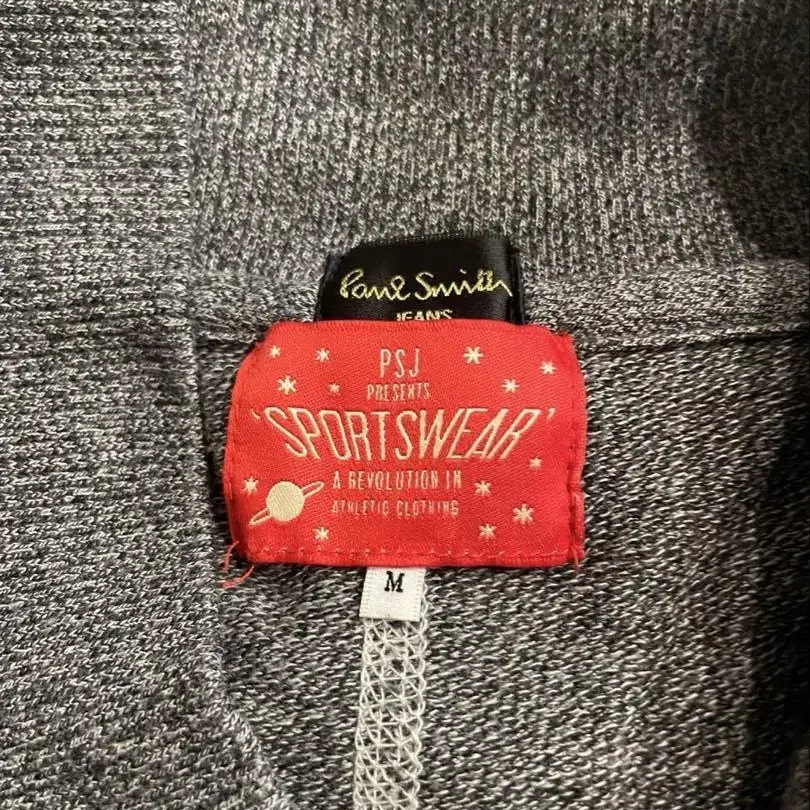 Paul Smith
JEANS
PSJ
PRESENTS
'SPORTSWEAR'
A REVOLUTION IN
ATHLETIC CLOTHING
M